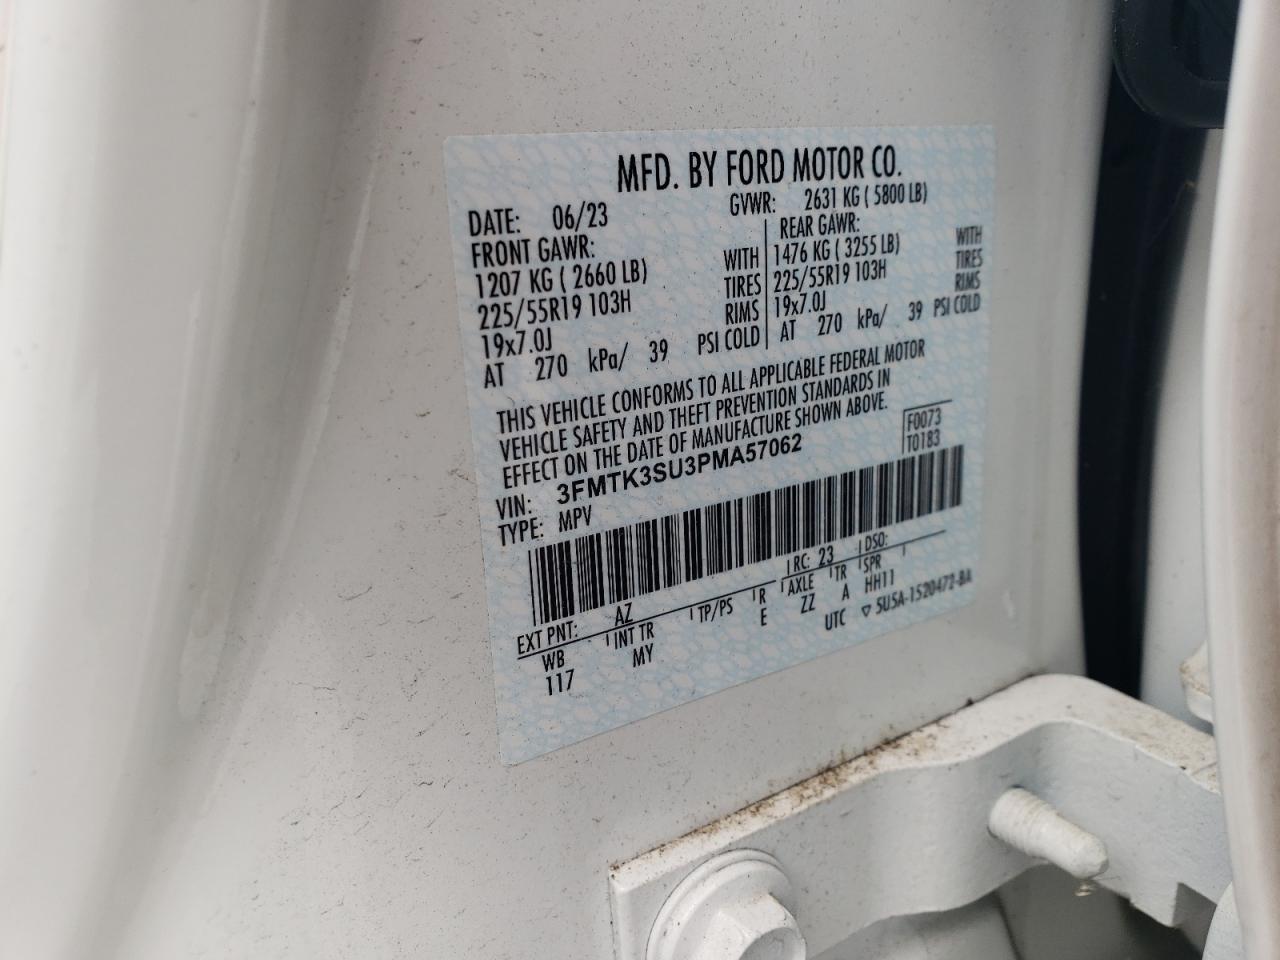 MFD. BY FORD MOTOR CO.
DATE: 06/23 GVWR: 2631 KG ( 5800 LB)
FRONT GAWR: REAR GAWR:
1207 KG ( 2660 LB) WITH 1476 KG ( 3255 LB) WITH
225/55R19 103H TIRES 225/55R19 103H TIRES
19x7.0J RIMS 19x7.0J RIMS
AT 270 kPa/ 39 PSI COLD AT 270 kPa/ 39 PSI COLD
THIS VEHICLE CONFORMS TO ALL APPLICABLE FEDERAL MOTOR
VEHICLE SAFETY AND THEFT PREVENTION STANDARDS IN
EFFECT ON THE DATE OF MANUFACTURE SHOWN ABOVE.
F0073
T0183
VIN: 3FMTK3SU3PMA57062
TYPE: MPV
EXT PNT: AZ RC: 23 DSO:
WB INT TR TP/PS R AXLE TR SPR
117 MY E ZZ A HH11
UTC ▽ 5U5A-1520472-BA